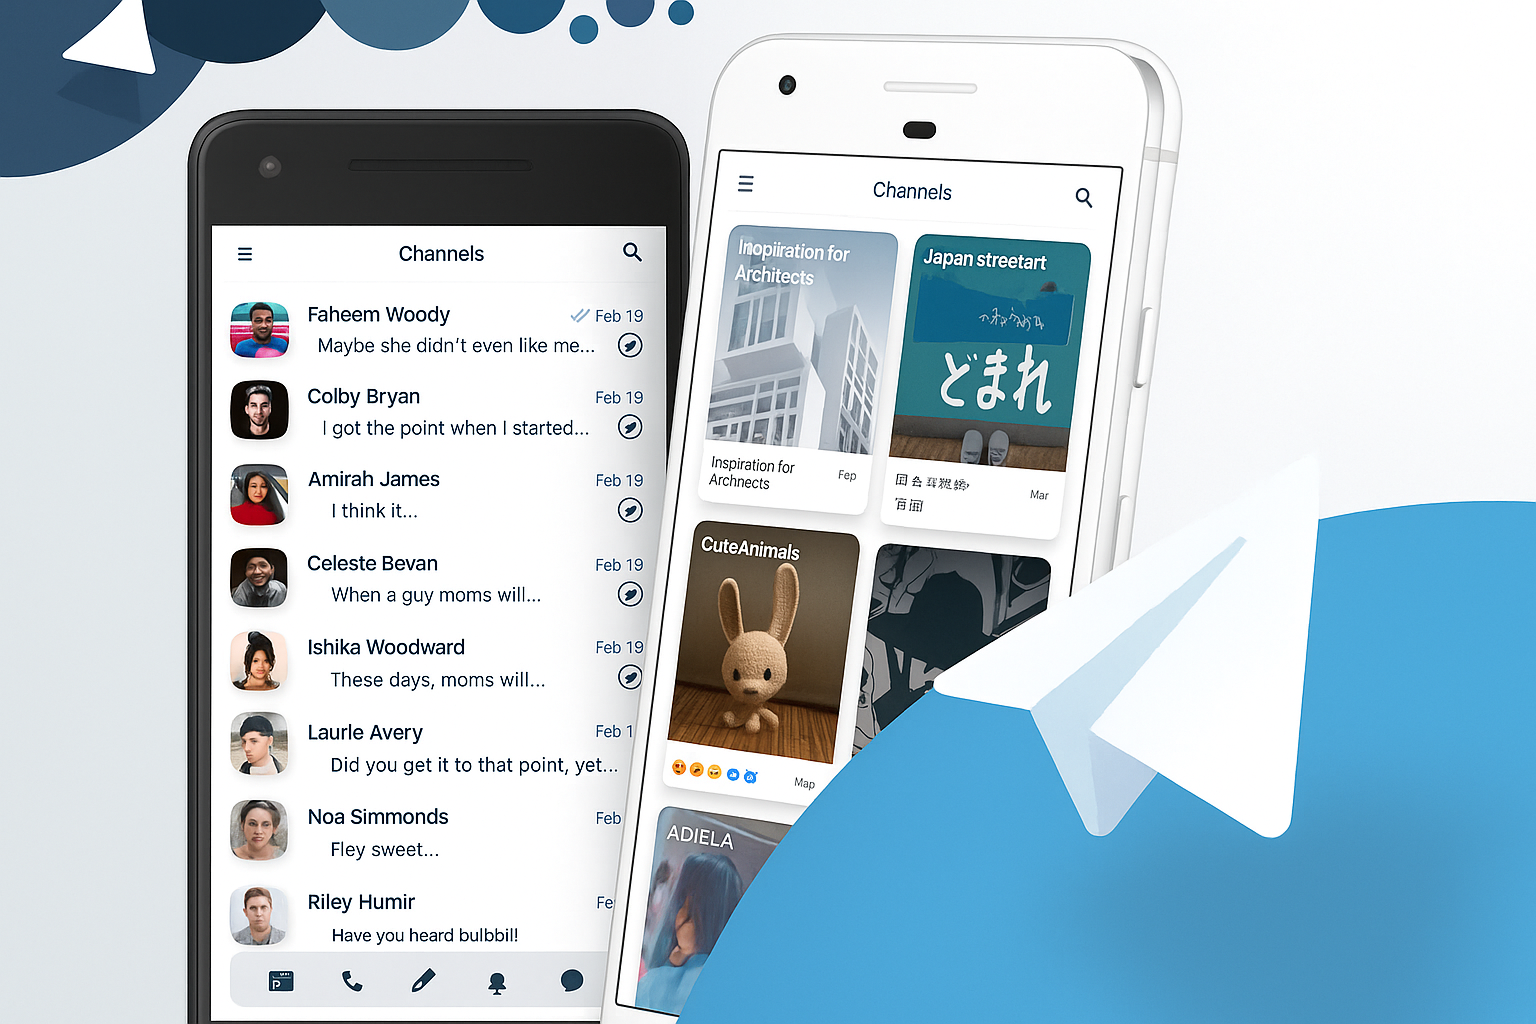 Channels
Faheem Woody
Feb 19
Maybe she didn't even like me...
Colby Bryan
Feb 19
I got the point when I started...
Amirah James
Feb 19
I think it...
Celeste Bevan
Feb 19
When a guy moms will...
Ishika Woodward
Feb 19
These days, moms will...
Laurle Avery
Feb 1
Did you get it to that point, yet...
Noa Simmonds
Feb
Fley sweet...
Riley Humir
Fe
Have you heard bulbbil!
P
Channels
Inopiiration for
Architects
Inspiration for
Archnects
Fep
Japan streetart
どまれ
Mar
CuteAnimals
Map
ADIELA